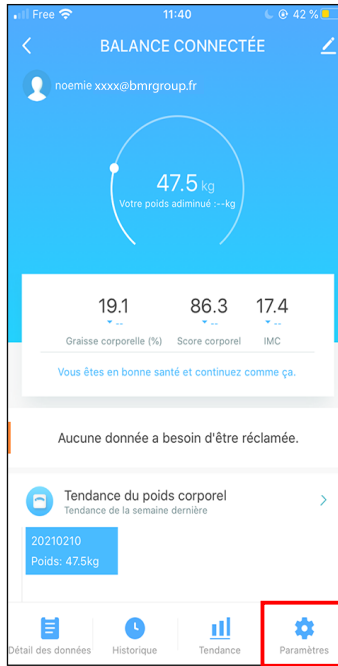 Free 11:40 42 %
BALANCE CONNECTÉE
noemie xxxx@bmrgroup.fr
47.5 kg
Votre poids adiminué :--kg
19.1 86.3 17.4
-- -- --
Graisse corporelle (%) Score corporel IMC
Vous êtes en bonne santé et continuez comme ça.
Aucune donnée a besoin d'être réclamée.
Tendance du poids corporel
Tendance de la semaine dernière
20210210
Poids: 47.5kg
Détail des données Historique Tendance Paramètres